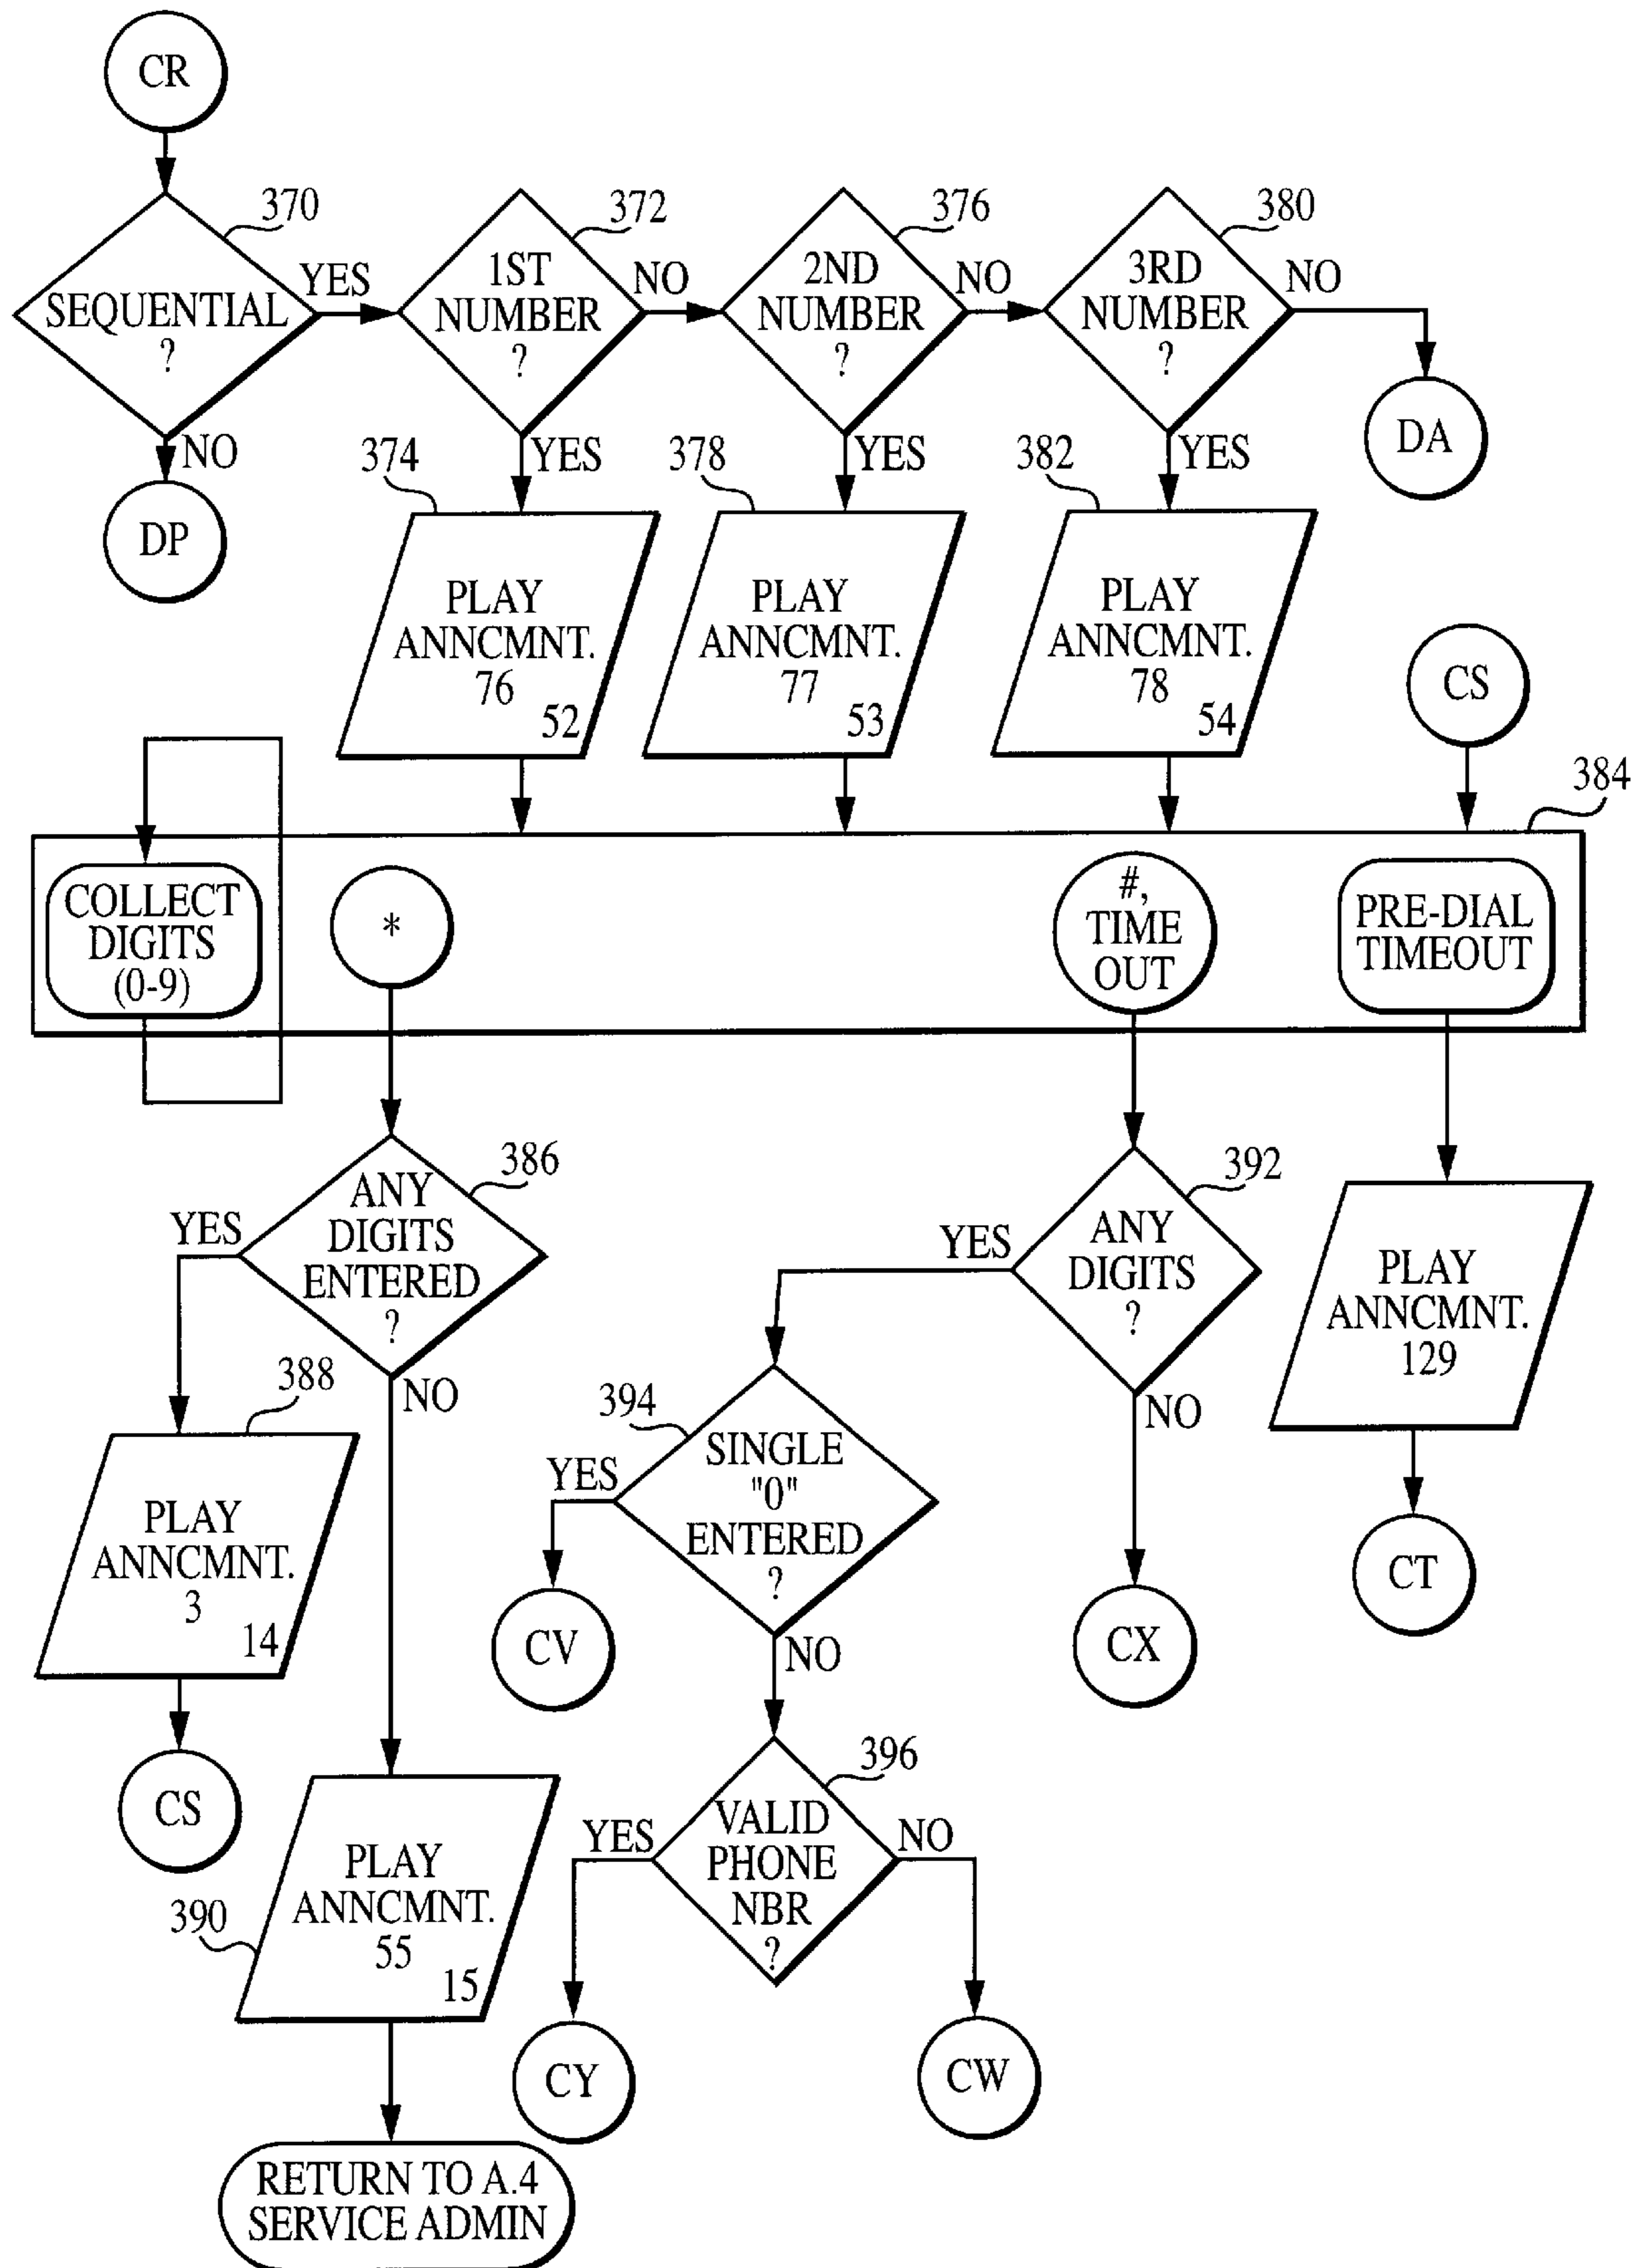 CR
370
372
376
380
SEQUENTIAL
?
YES
1ST
NUMBER
?
NO
2ND
NUMBER
?
NO
3RD
NUMBER
?
NO
DA
NO
DP
374
YES
378
YES
382
YES
PLAY
ANNCMNT.
76
52
PLAY
ANNCMNT.
77
53
PLAY
ANNCMNT.
78
54
CS
384
COLLECT
DIGITS
(0-9)
*
#,
TIME
OUT
PRE-DIAL
TIMEOUT
386
ANY
DIGITS
ENTERED
?
YES
NO
392
ANY
DIGITS
?
YES
NO
PLAY
ANNCMNT.
129
388
PLAY
ANNCMNT.
3
14
394
SINGLE
"0"
ENTERED
?
YES
NO
CV
CX
CT
CS
390
PLAY
ANNCMNT.
55
15
396
VALID
PHONE
NBR
?
YES
NO
CY
CW
RETURN TO A.4
SERVICE ADMIN